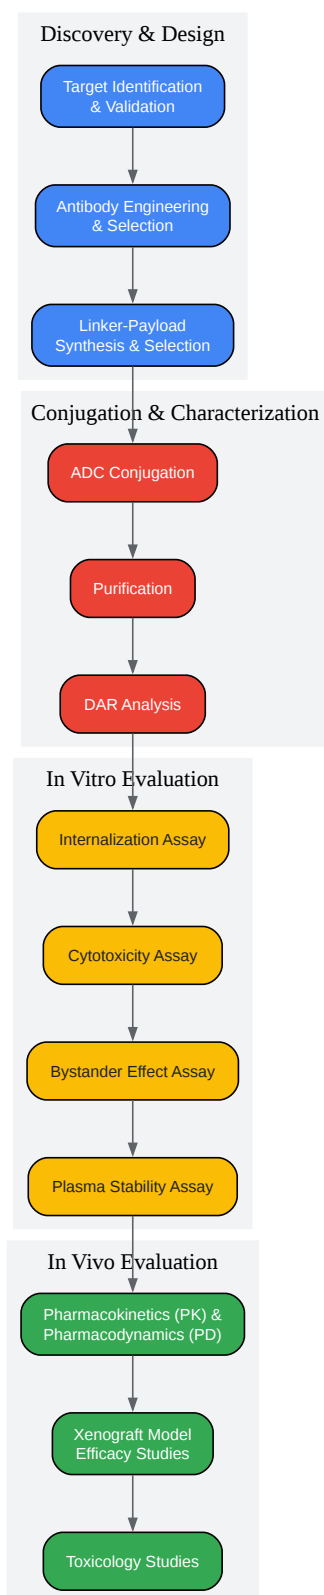 Discovery & Design
Target Identification
& Validation
Antibody Engineering
& Selection
Linker-Payload
Synthesis & Selection
Conjugation & Characterization
ADC Conjugation
Purification
DAR Analysis
In Vitro Evaluation
Internalization Assay
Cytotoxicity Assay
Bystander Effect Assay
Plasma Stability Assay
In Vivo Evaluation
Pharmacokinetics (PK) &
Pharmacodynamics (PD)
Xenograft Model
Efficacy Studies
Toxicology Studies